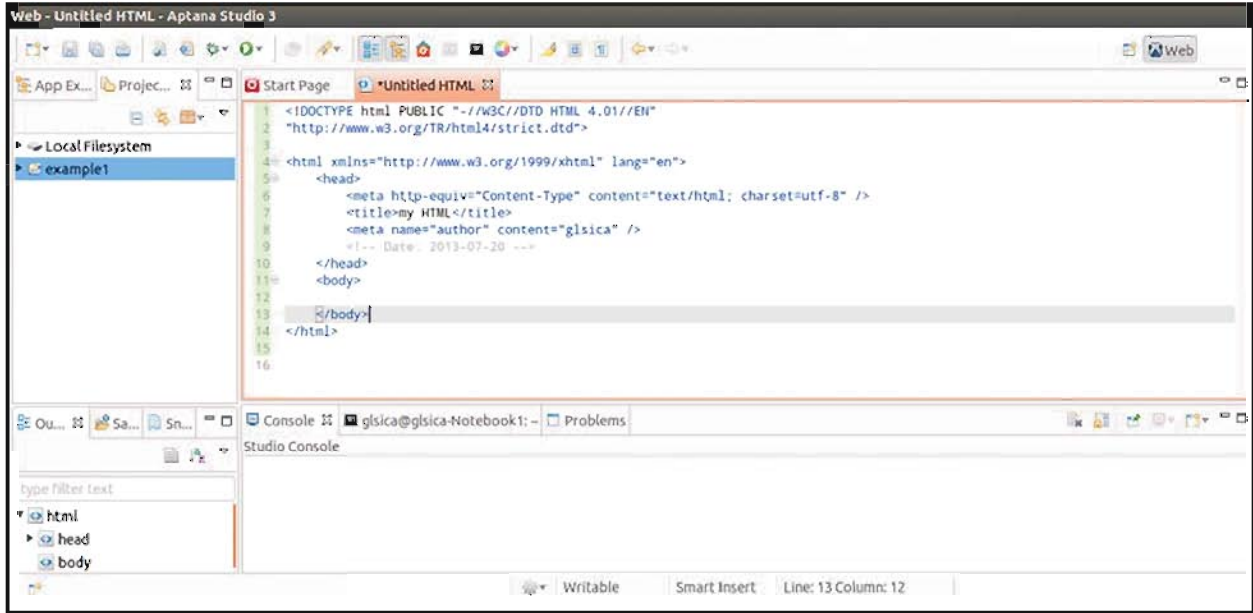 Web - Untitled HTML - Aptana Studio 3
Web
App Ex... Projec...
Start Page *Untitled HTML
Local Filesystem
example1
1 <!DOCTYPE html PUBLIC "-//W3C//DTD HTML 4.01//EN"
2 "http://www.w3.org/TR/html4/strict.dtd">
3
4 <html xmlns="http://www.w3.org/1999/xhtml" lang="en">
5 <head>
6 <meta http-equiv="Content-Type" content="text/html; charset=utf-8" />
7 <title>my HTML</title>
8 <meta name="author" content="glsica" />
9 <!-- Date: 2013-07-20 -->
10 </head>
11 <body>
12
13 </body>
14 </html>
15
16
Ou... Sa... Sn...
Console glsica@glsica-Notebook1: ~ Problems
Studio Console
type filter text
html
head
body
Writable Smart Insert Line: 13 Column: 12